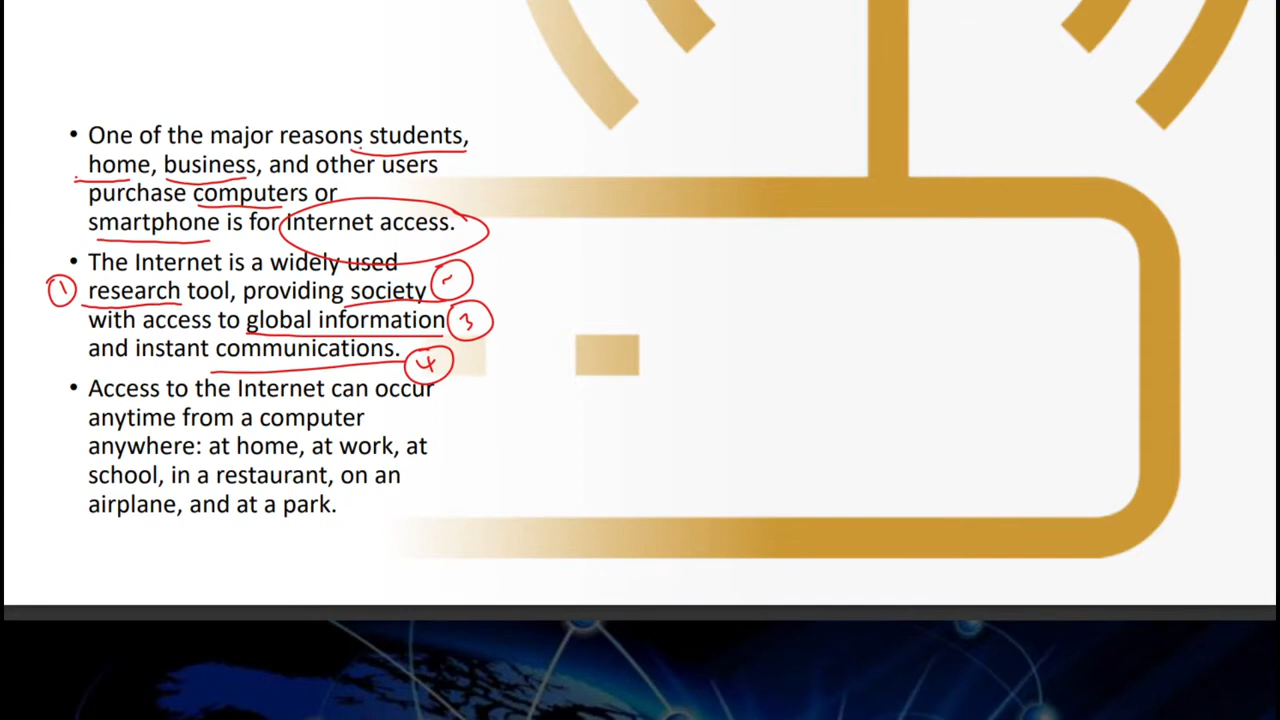 • One of the major reasons students,
home, business, and other users
purchase computers or
smartphone is for Internet access.
• The Internet is a widely used
① research tool, providing society
with access to global information ③
and instant communications. ④
• Access to the Internet can occur
anytime from a computer
anywhere: at home, at work, at
school, in a restaurant, on an
airplane, and at a park.